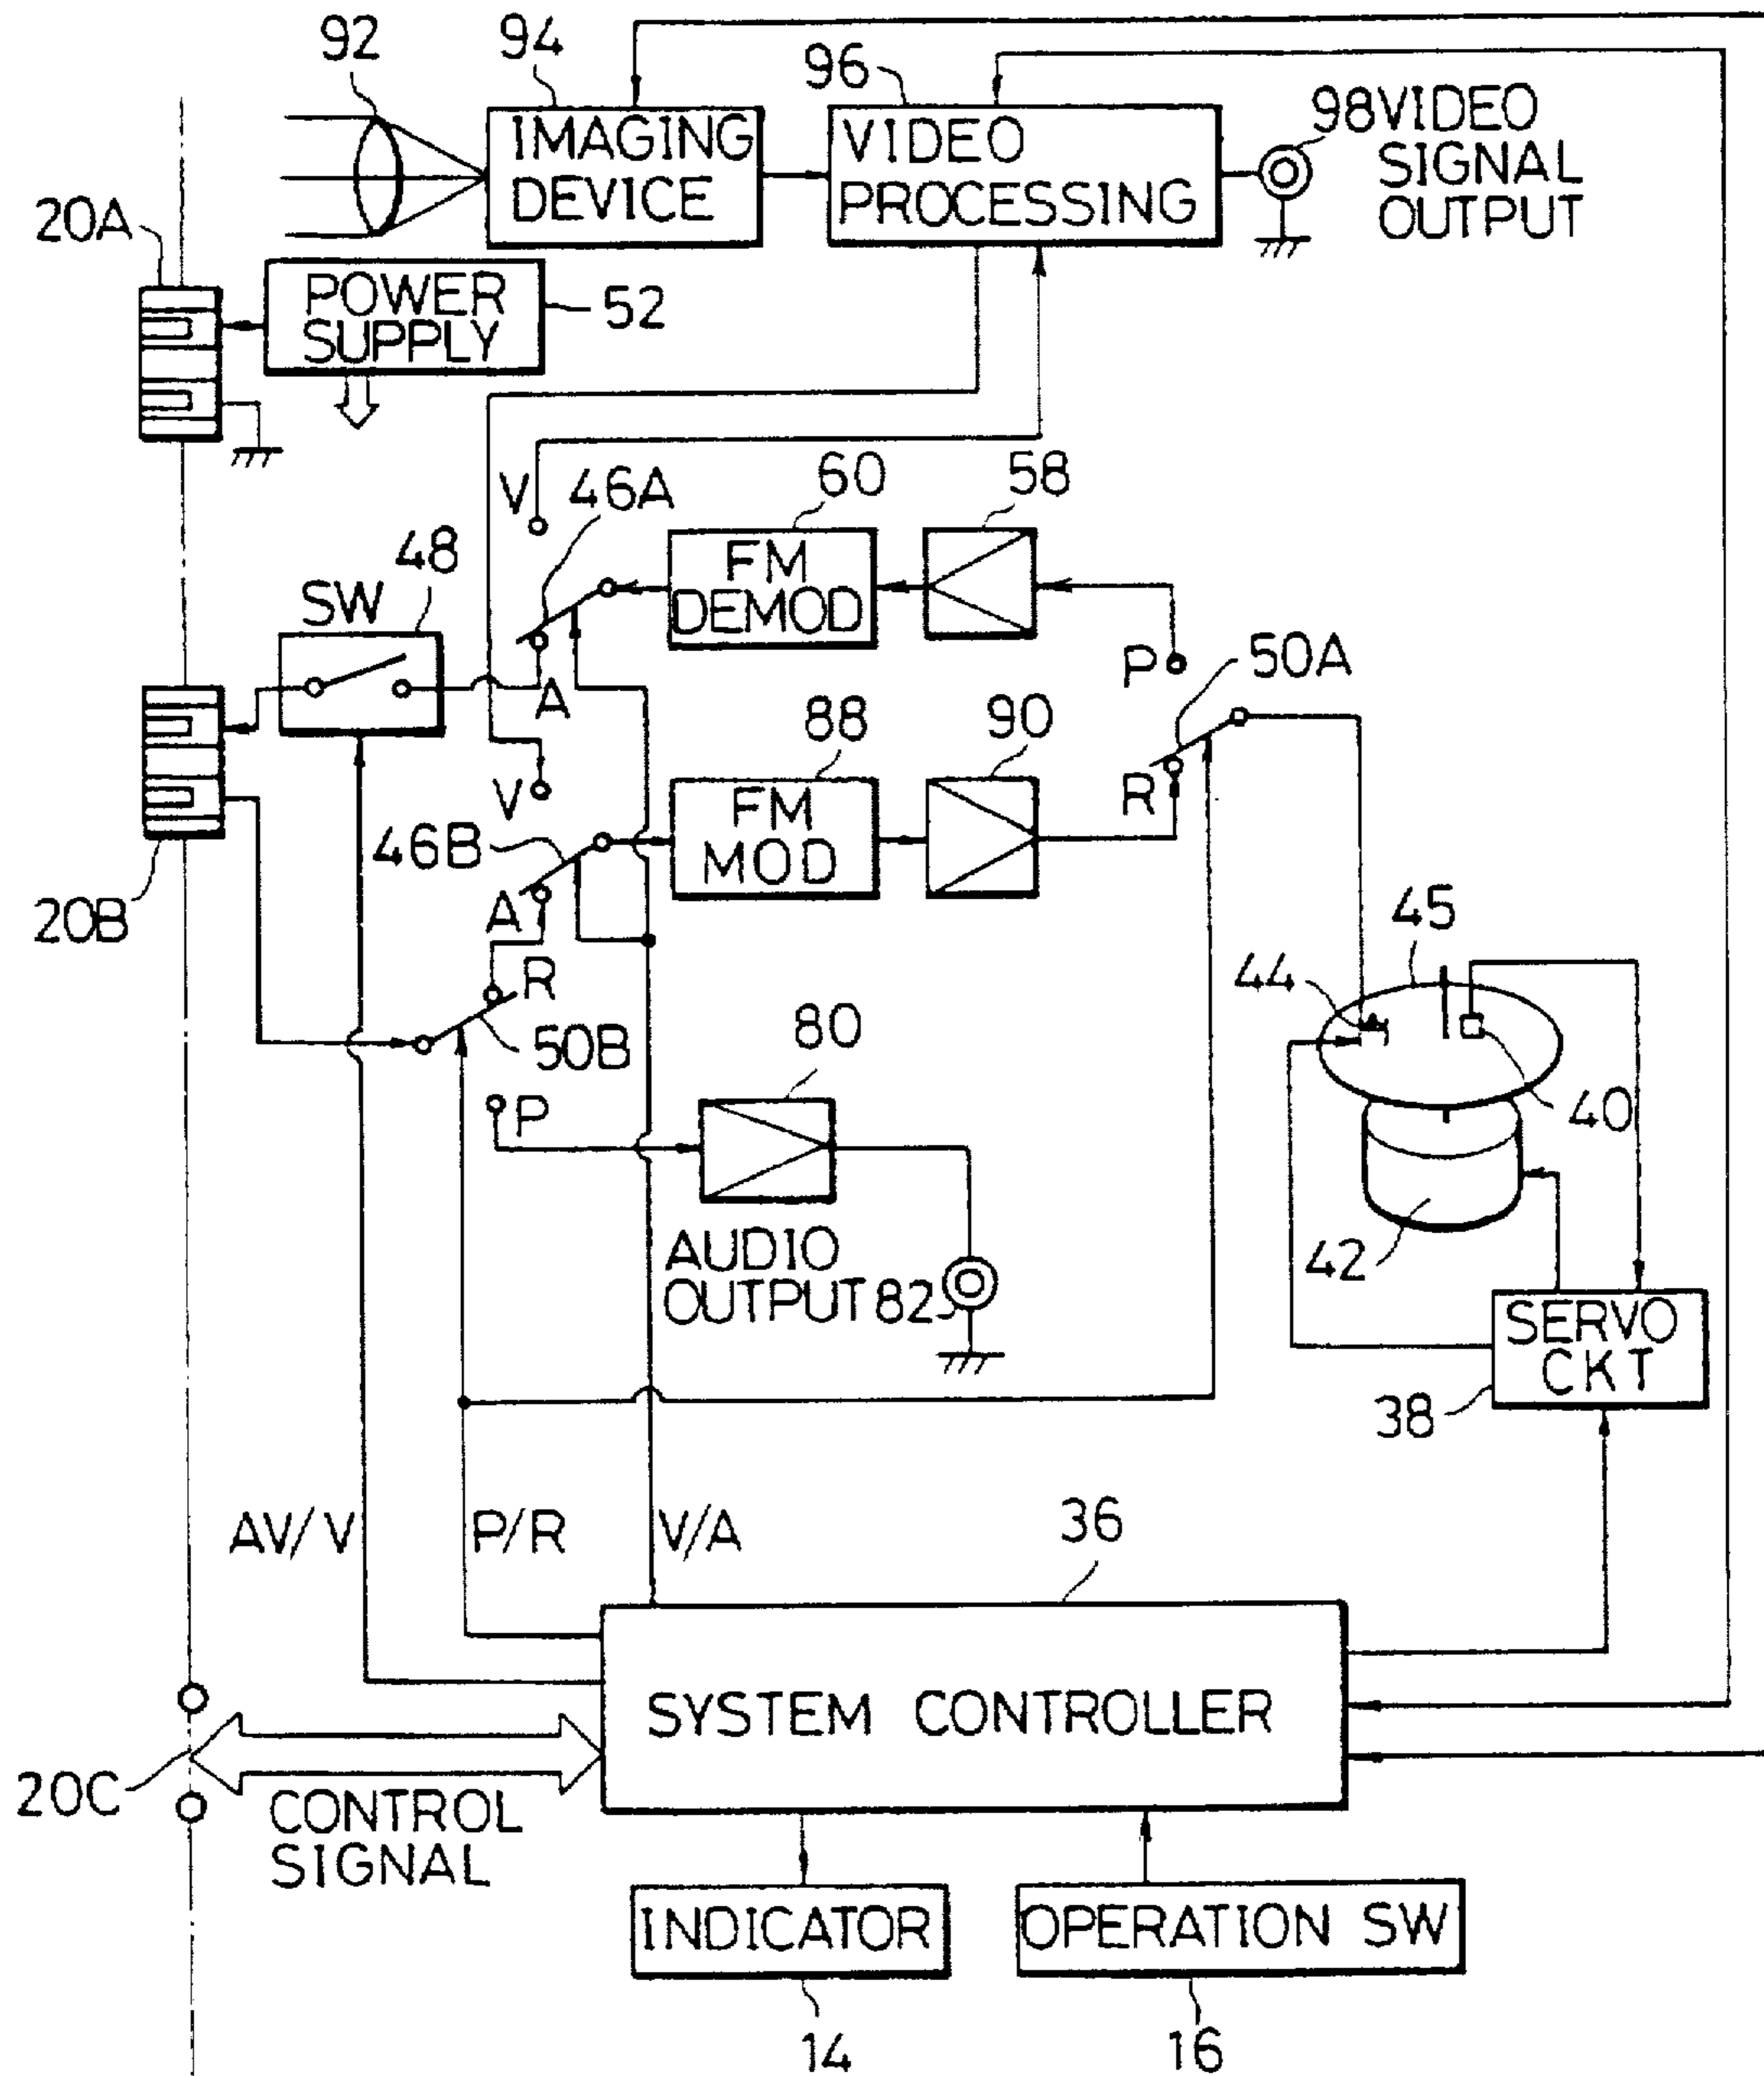 92
94
96
IMAGING
DEVICE
VIDEO
PROCESSING
98 VIDEO
SIGNAL
OUTPUT
20A
POWER
SUPPLY
52
V
46A
60
58
48
SW
FM
DEMOD
P
50A
A
88
90
V
FM
MOD
R
46B
20B
A
45
R
44
50B
80
P
40
42
AUDIO
OUTPUT 82
SERVO
CKT
38
AV/V
P/R
V/A
36
SYSTEM CONTROLLER
20C
CONTROL
SIGNAL
INDICATOR
OPERATION SW
14
16